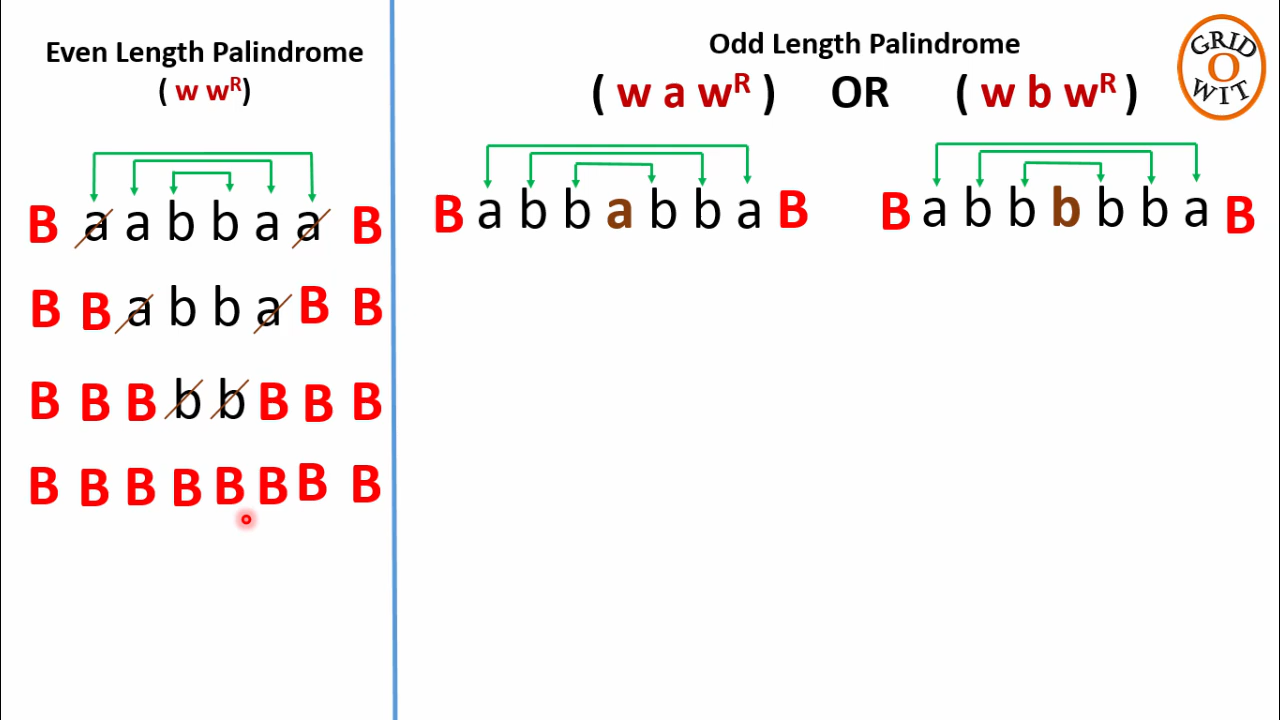 Even Length Palindrome
( w wᴿ)
B a a b b a a B
B B a b b a B B
B B B b b B B B
B B B B B B B B
Odd Length Palindrome
( w a wᴿ ) OR ( w b wᴿ )
B a b b a b b a B
B a b b b b b a B
GRID
O
WIT